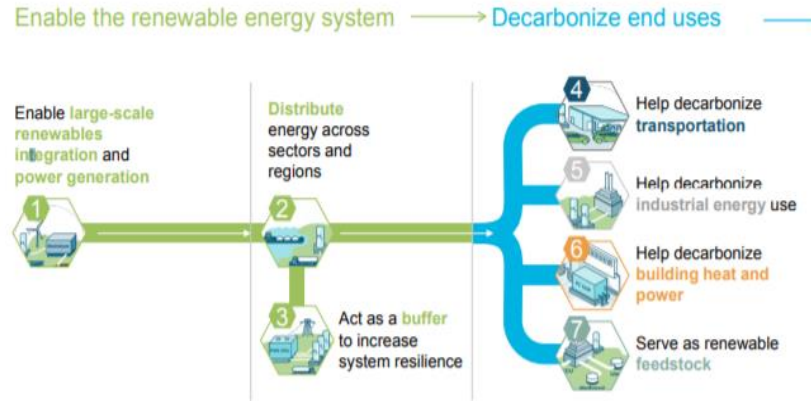 Enable the renewable energy system
Decarbonize end uses
Enable large-scale
renewables
integration and
power generation
1
Distribute
energy across
sectors and
regions
2
3
Act as a buffer
to increase
system resilience
4
Help decarbonize
transportation
5
Help decarbonize
industrial energy use
6
Help decarbonize
building heat and
power
7
Serve as renewable
feedstock